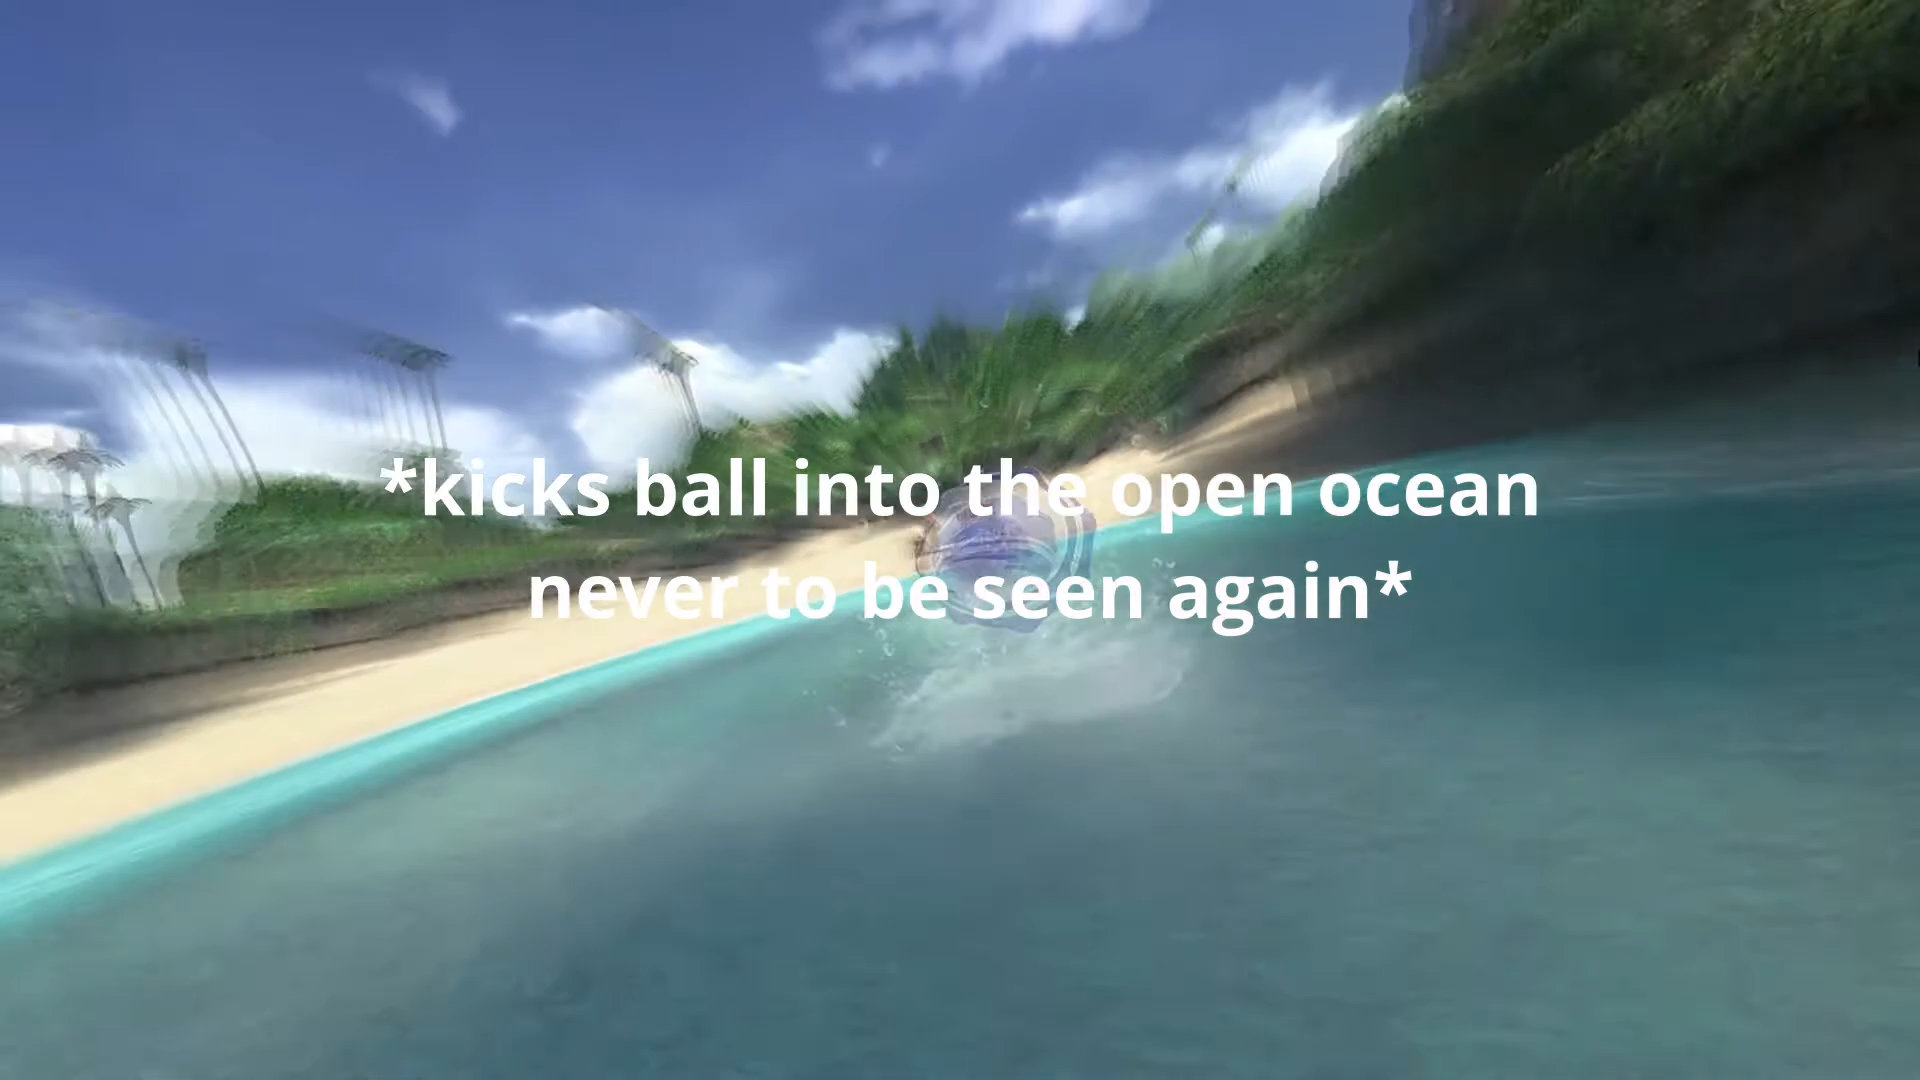 *kicks ball into the open ocean
never to be seen again*